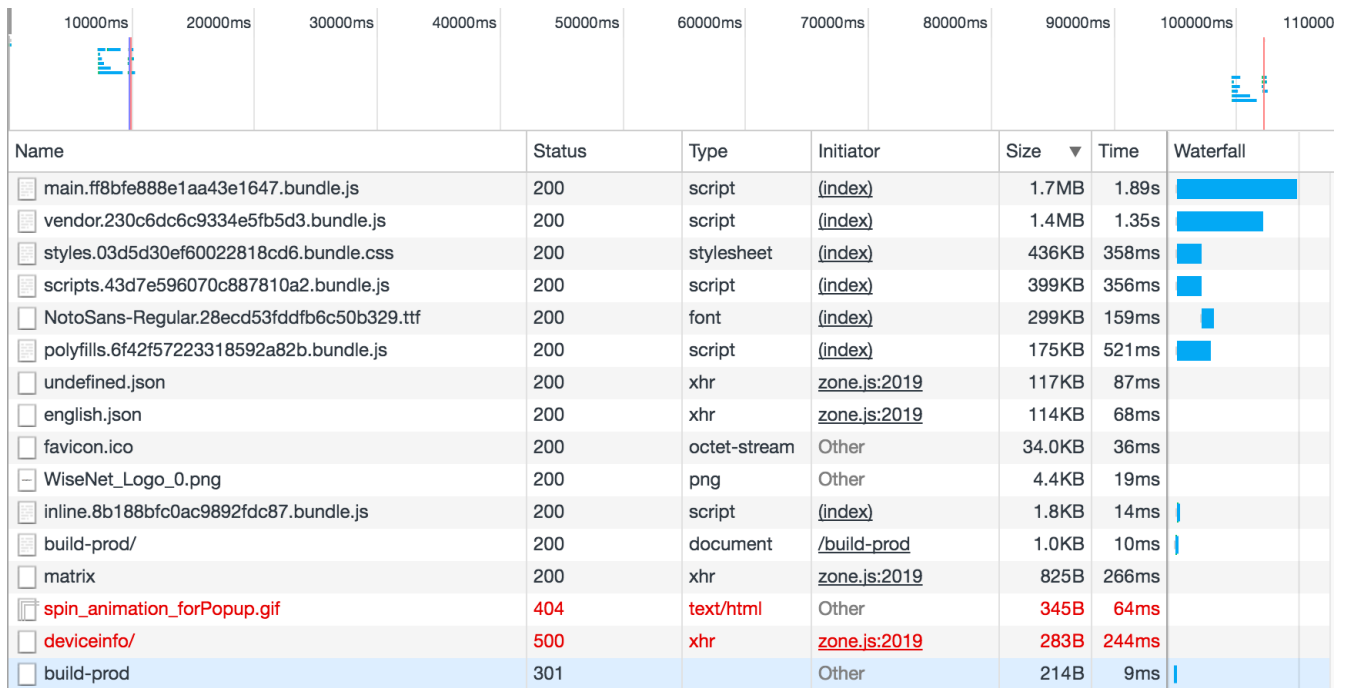 10000ms 20000ms 30000ms 40000ms 50000ms 60000ms 70000ms 80000ms 90000ms 100000ms 110000
Name Status Type Initiator Size ▼ Time Waterfall
main.ff8bfe888e1aa43e1647.bundle.js 200 script (index) 1.7MB 1.89s
vendor.230c6dc6c9334e5fb5d3.bundle.js 200 script (index) 1.4MB 1.35s
styles.03d5d30ef60022818cd6.bundle.css 200 stylesheet (index) 436KB 358ms
scripts.43d7e596070c887810a2.bundle.js 200 script (index) 399KB 356ms
NotoSans-Regular.28ecd53fddfb6c50b329.ttf 200 font (index) 299KB 159ms
polyfills.6f42f57223318592a82b.bundle.js 200 script (index) 175KB 521ms
undefined.json 200 xhr zone.js:2019 117KB 87ms
english.json 200 xhr zone.js:2019 114KB 68ms
favicon.ico 200 octet-stream Other 34.0KB 36ms
WiseNet_Logo_0.png 200 png Other 4.4KB 19ms
inline.8b188bfc0ac9892fdc87.bundle.js 200 script (index) 1.8KB 14ms
build-prod/ 200 document /build-prod 1.0KB 10ms
matrix 200 xhr zone.js:2019 825B 266ms
spin_animation_forPopup.gif 404 text/html Other 345B 64ms
deviceinfo/ 500 xhr zone.js:2019 283B 244ms
build-prod 301 Other 214B 9ms